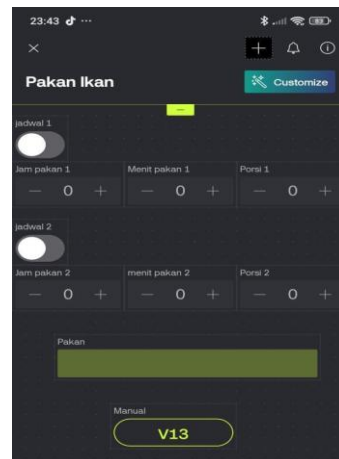 23:43
Pakan Ikan
Customize
jadwal 1
Jam pakan 1 Menit pakan 1 Porsi 1
— 0 + — 0 + — 0 +
jadwal 2
Jam pakan 2 menit pakan 2 Porsi 2
— 0 + — 0 + — 0 +
Pakan
Manual
V13